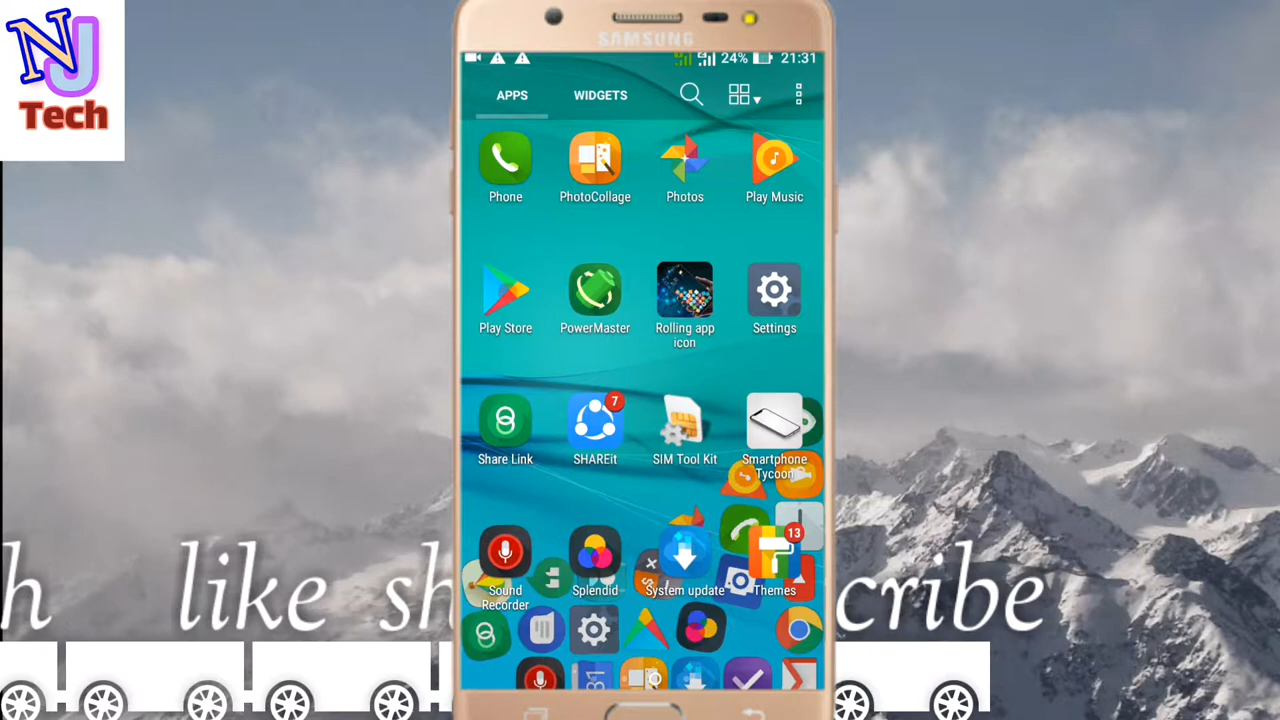 NJ
Tech
SAMSUNG
24% 21:31
APPS WIDGETS
Phone PhotoCollage Photos Play Music
Play Store PowerMaster Rolling app icon Settings
Share Link SHAREit SIM Tool Kit Smartphone Tycoon
7
13
Sound Recorder Splendid System update Themes
31
h like sh cribe